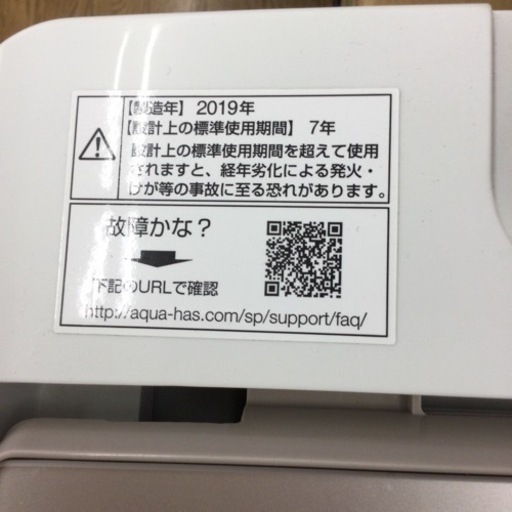 【製造年】 2019年
【設計上の標準使用期間】 7年
設計上の標準使用期間を超えて使用
されますと、経年劣化による発火・
けが等の事故に至る恐れがあります。
故障かな？
下記のURLで確認
http://aqua-has.com/sp/support/faq/